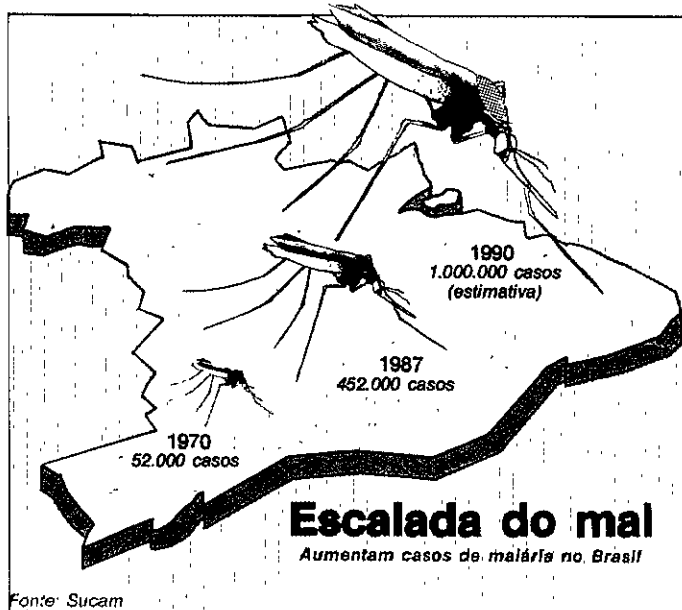 1990
1.000.000 casos
(estimativa)
1987
452.000 casos
1970
52.000 casos
Escalada do mal
Aumentam casos de malária no Brasil
Fonte: Sucam